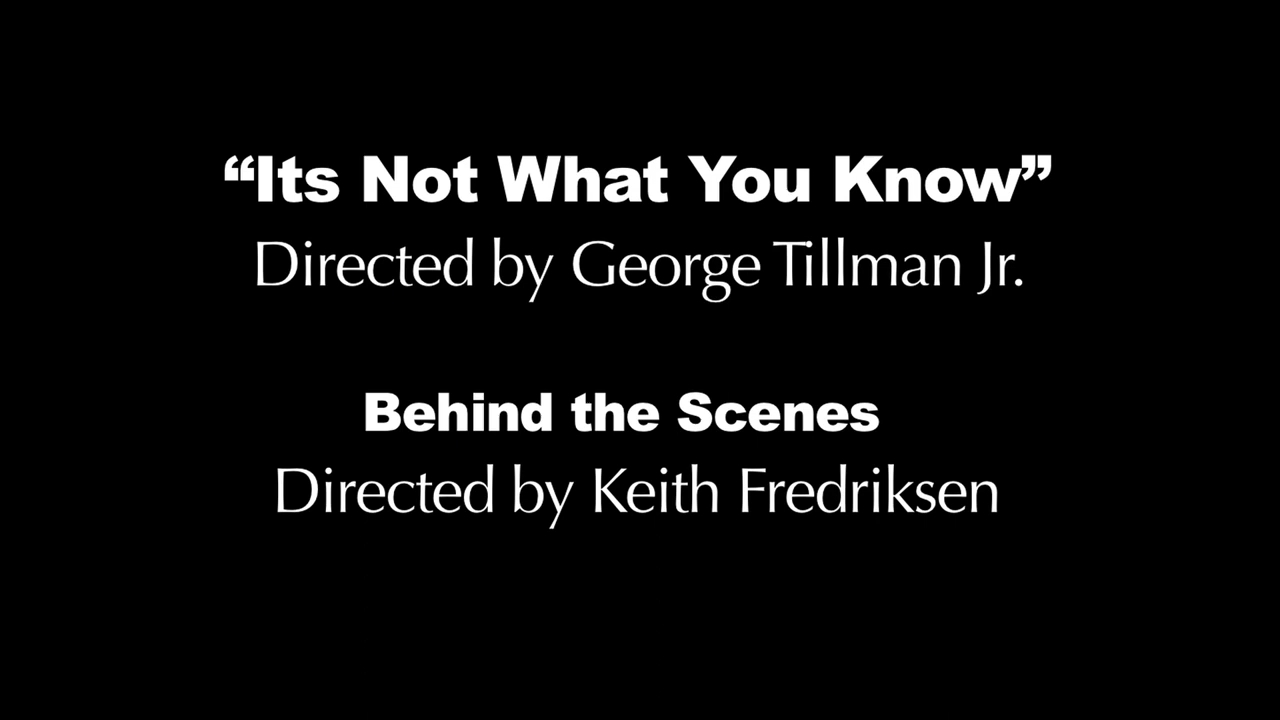 “Its Not What You Know”
Directed by George Tillman Jr.
Behind the Scenes
Directed by Keith Fredriksen